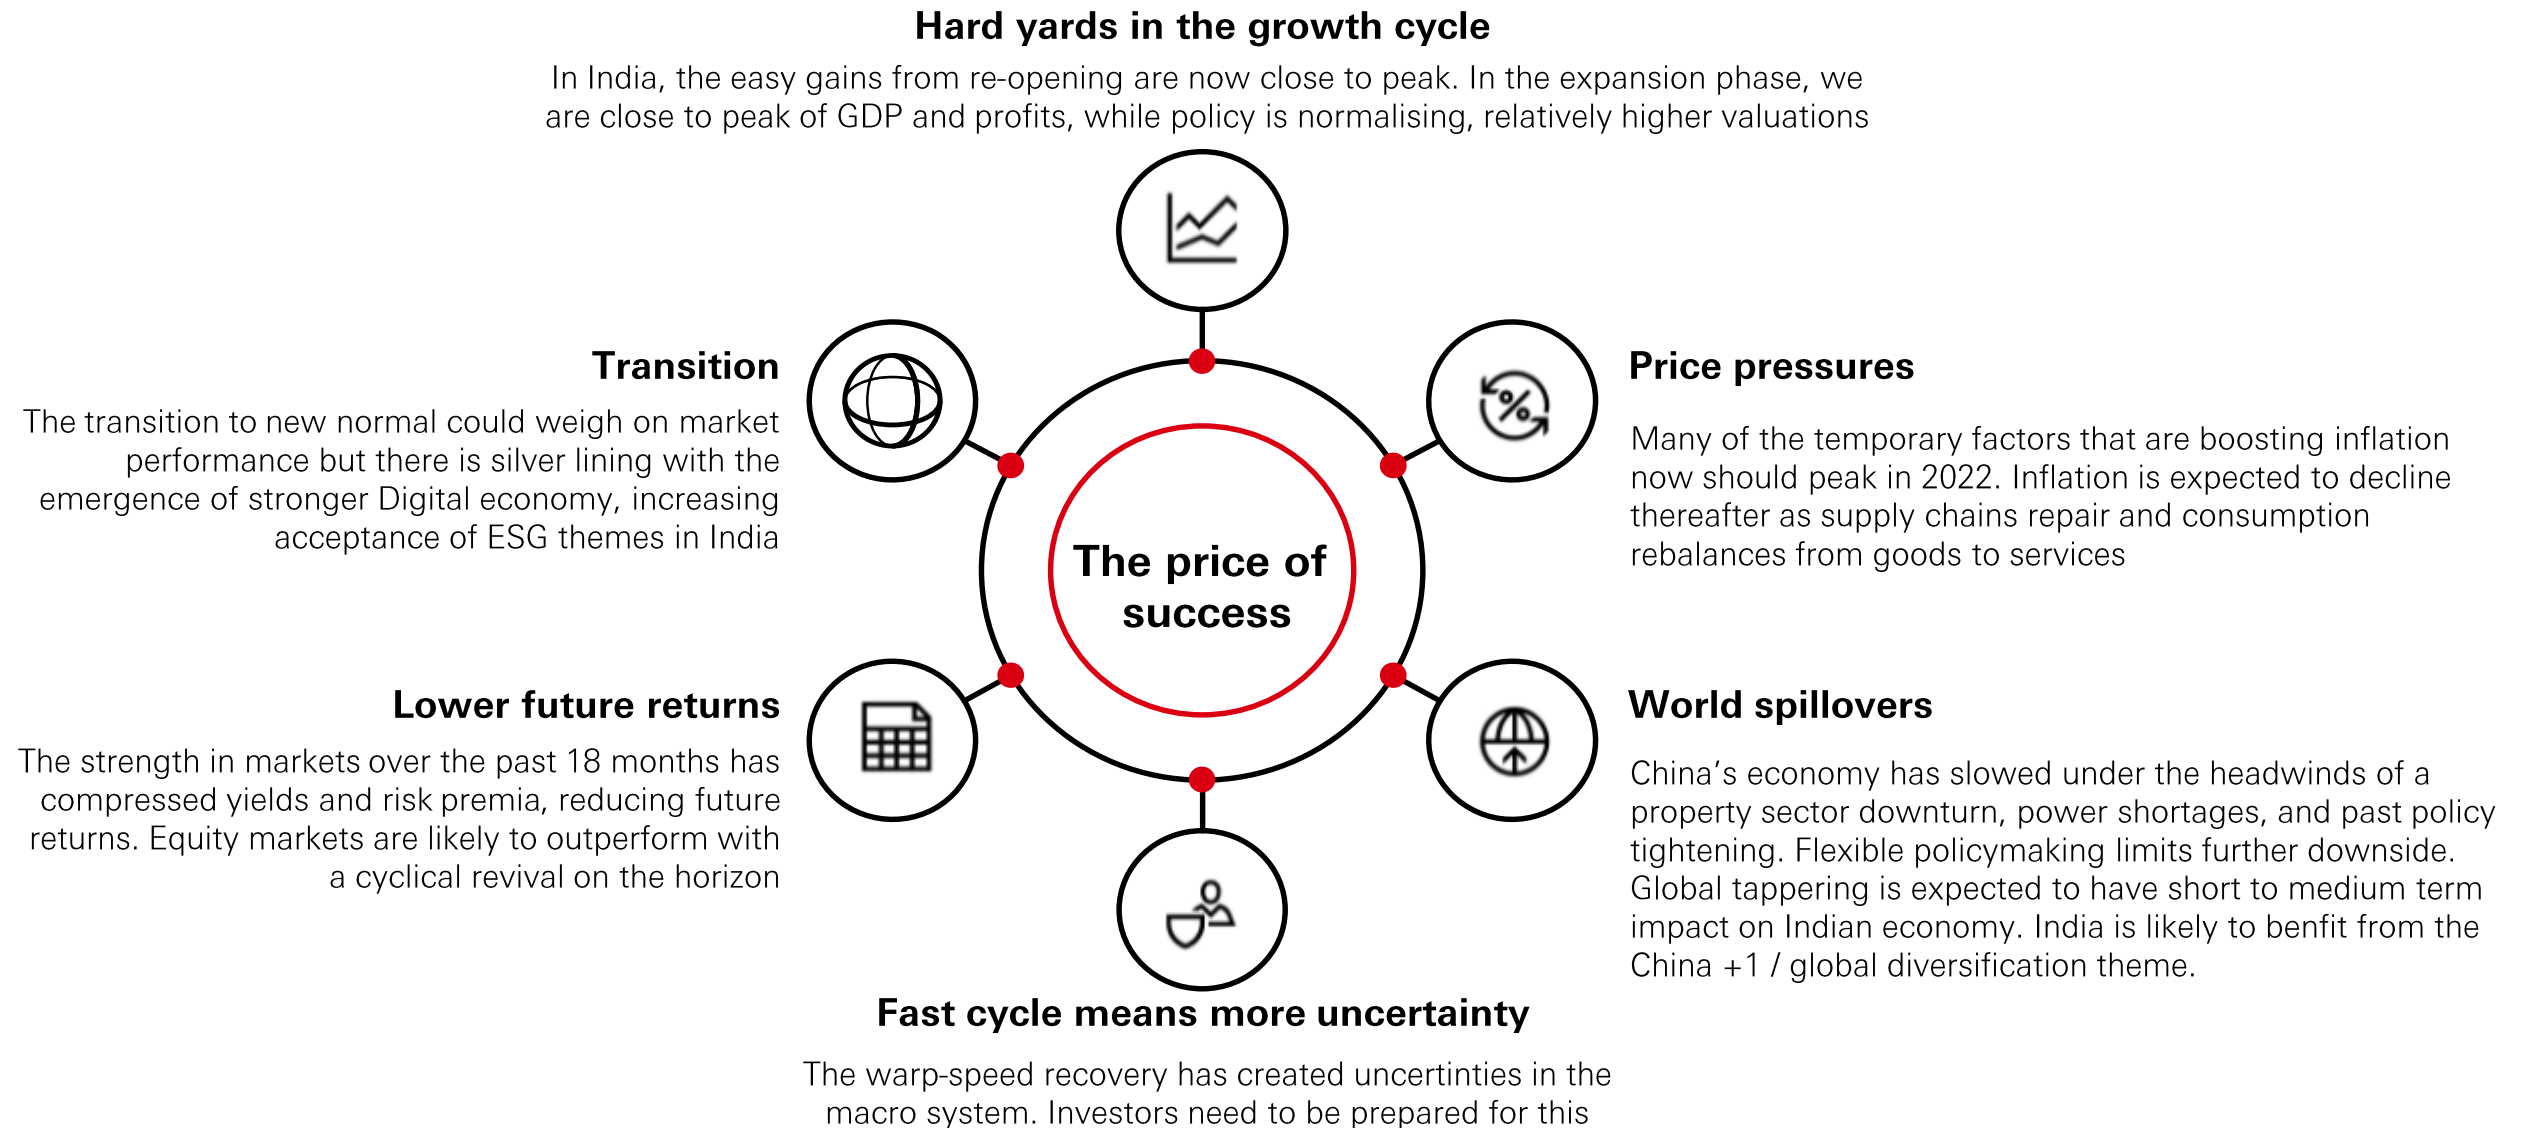 Hard yards in the growth cycle
In India, the easy gains from re-opening are now close to peak. In the expansion phase, we
are close to peak of GDP and profits, while policy is normalising, relatively higher valuations
Transition
The transition to new normal could weigh on market
performance but there is silver lining with the
emergence of stronger Digital economy, increasing
acceptance of ESG themes in India
Price pressures
Many of the temporary factors that are boosting inflation
now should peak in 2022. Inflation is expected to decline
thereafter as supply chains repair and consumption
rebalances from goods to services
The price of
success
Lower future returns
The strength in markets over the past 18 months has
compressed yields and risk premia, reducing future
returns. Equity markets are likely to outperform with
a cyclical revival on the horizon
World spillovers
China’s economy has slowed under the headwinds of a
property sector downturn, power shortages, and past policy
tightening. Flexible policymaking limits further downside.
Global tappering is expected to have short to medium term
impact on Indian economy. India is likely to benfit from the
China +1 / global diversification theme.
Fast cycle means more uncertainty
The warp-speed recovery has created uncertinties in the
macro system. Investors need to be prepared for this